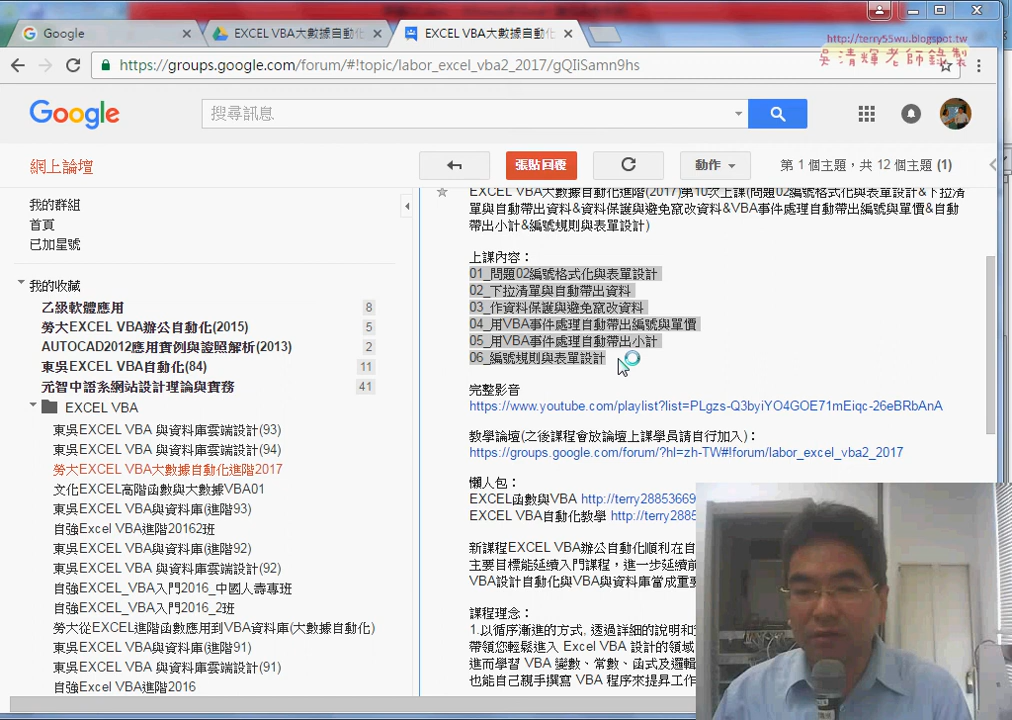 Google
EXCEL VBA大數據自動化
EXCEL VBA大數據自動化
http://terry55wu.blogspot.tw
吳清輝老師錄製
https://groups.google.com/forum/#!topic/labor_excel_vba2_2017/gQIiSamn9hs
Google
搜尋訊息
網上論壇
張貼回覆
動作
第 1 個主題，共 12 個主題 (1)
我的群組
首頁
已加星號
我的收藏
乙級軟體應用 8
勞大EXCEL VBA辦公自動化(2015) 5
AUTOCAD2012應用實例與證照解析(2013) 2
東吳EXCEL VBA自動化(84) 11
元智中語系網站設計理論與實務 41
EXCEL VBA
東吳EXCEL VBA 與資料庫雲端設計(93)
東吳EXCEL VBA 與資料庫雲端設計(94)
勞大EXCEL VBA大數據自動化進階2017
文化EXCEL高階函數與大數據VBA01
東吳EXCEL VBA 與資料庫(進階93)
自強Excel VBA進階20162班
東吳EXCEL VBA 與資料庫(進階92)
東吳EXCEL VBA 與資料庫雲端設計(92)
自強EXCEL_VBA入門2016_中國人壽專班
自強EXCEL_VBA入門2016_2班
勞大從EXCEL進階函數應用到VBA資料庫(大數據自動化)
東吳EXCEL VBA 與資料庫(進階91)
東吳EXCEL VBA 與資料庫雲端設計(91)
自強Excel VBA進階2016
EXCEL VBA大數據自動化進階(2017)第10次上課(問題02編號格式化與表單設計&下拉清
單與自動帶出資料&資料保護與避免竄改資料&VBA事件處理自動帶出編號與單價&自動
帶出小計&編號規則與表單設計)
上課內容：
01_問題02編號格式化與表單設計
02_下拉清單與自動帶出資料
03_作資料保護與避免竄改資料
04_用VBA事件處理自動帶出編號與單價
05_用VBA事件處理自動帶出小計
06_編號規則與表單設計
完整影音
https://www.youtube.com/playlist?list=PLgzs-Q3byiYO4GOE71mEiqc-26eBRbAnA
教學論壇(之後課程會放論壇上課學員請自行加入)：
https://groups.google.com/forum/?hl=zh-TW#!forum/labor_excel_vba2_2017
懶人包：
EXCEL函數與VBA http://terry28853669
EXCEL VBA自動化教學 http://terry2885
新課程EXCEL VBA辦公自動化順利在自
主要目標能延續入門課程，進一步延續前
VBA設計自動化與VBA與資料庫當成重要
課程理念：
1.以循序漸進的方式, 透過詳細的說明和
帶領您輕鬆進入 Excel VBA 設計的領域
進而學習 VBA 變數、常數、函式及邏輯
也能自己親手撰寫 VBA 程序來提昇工作